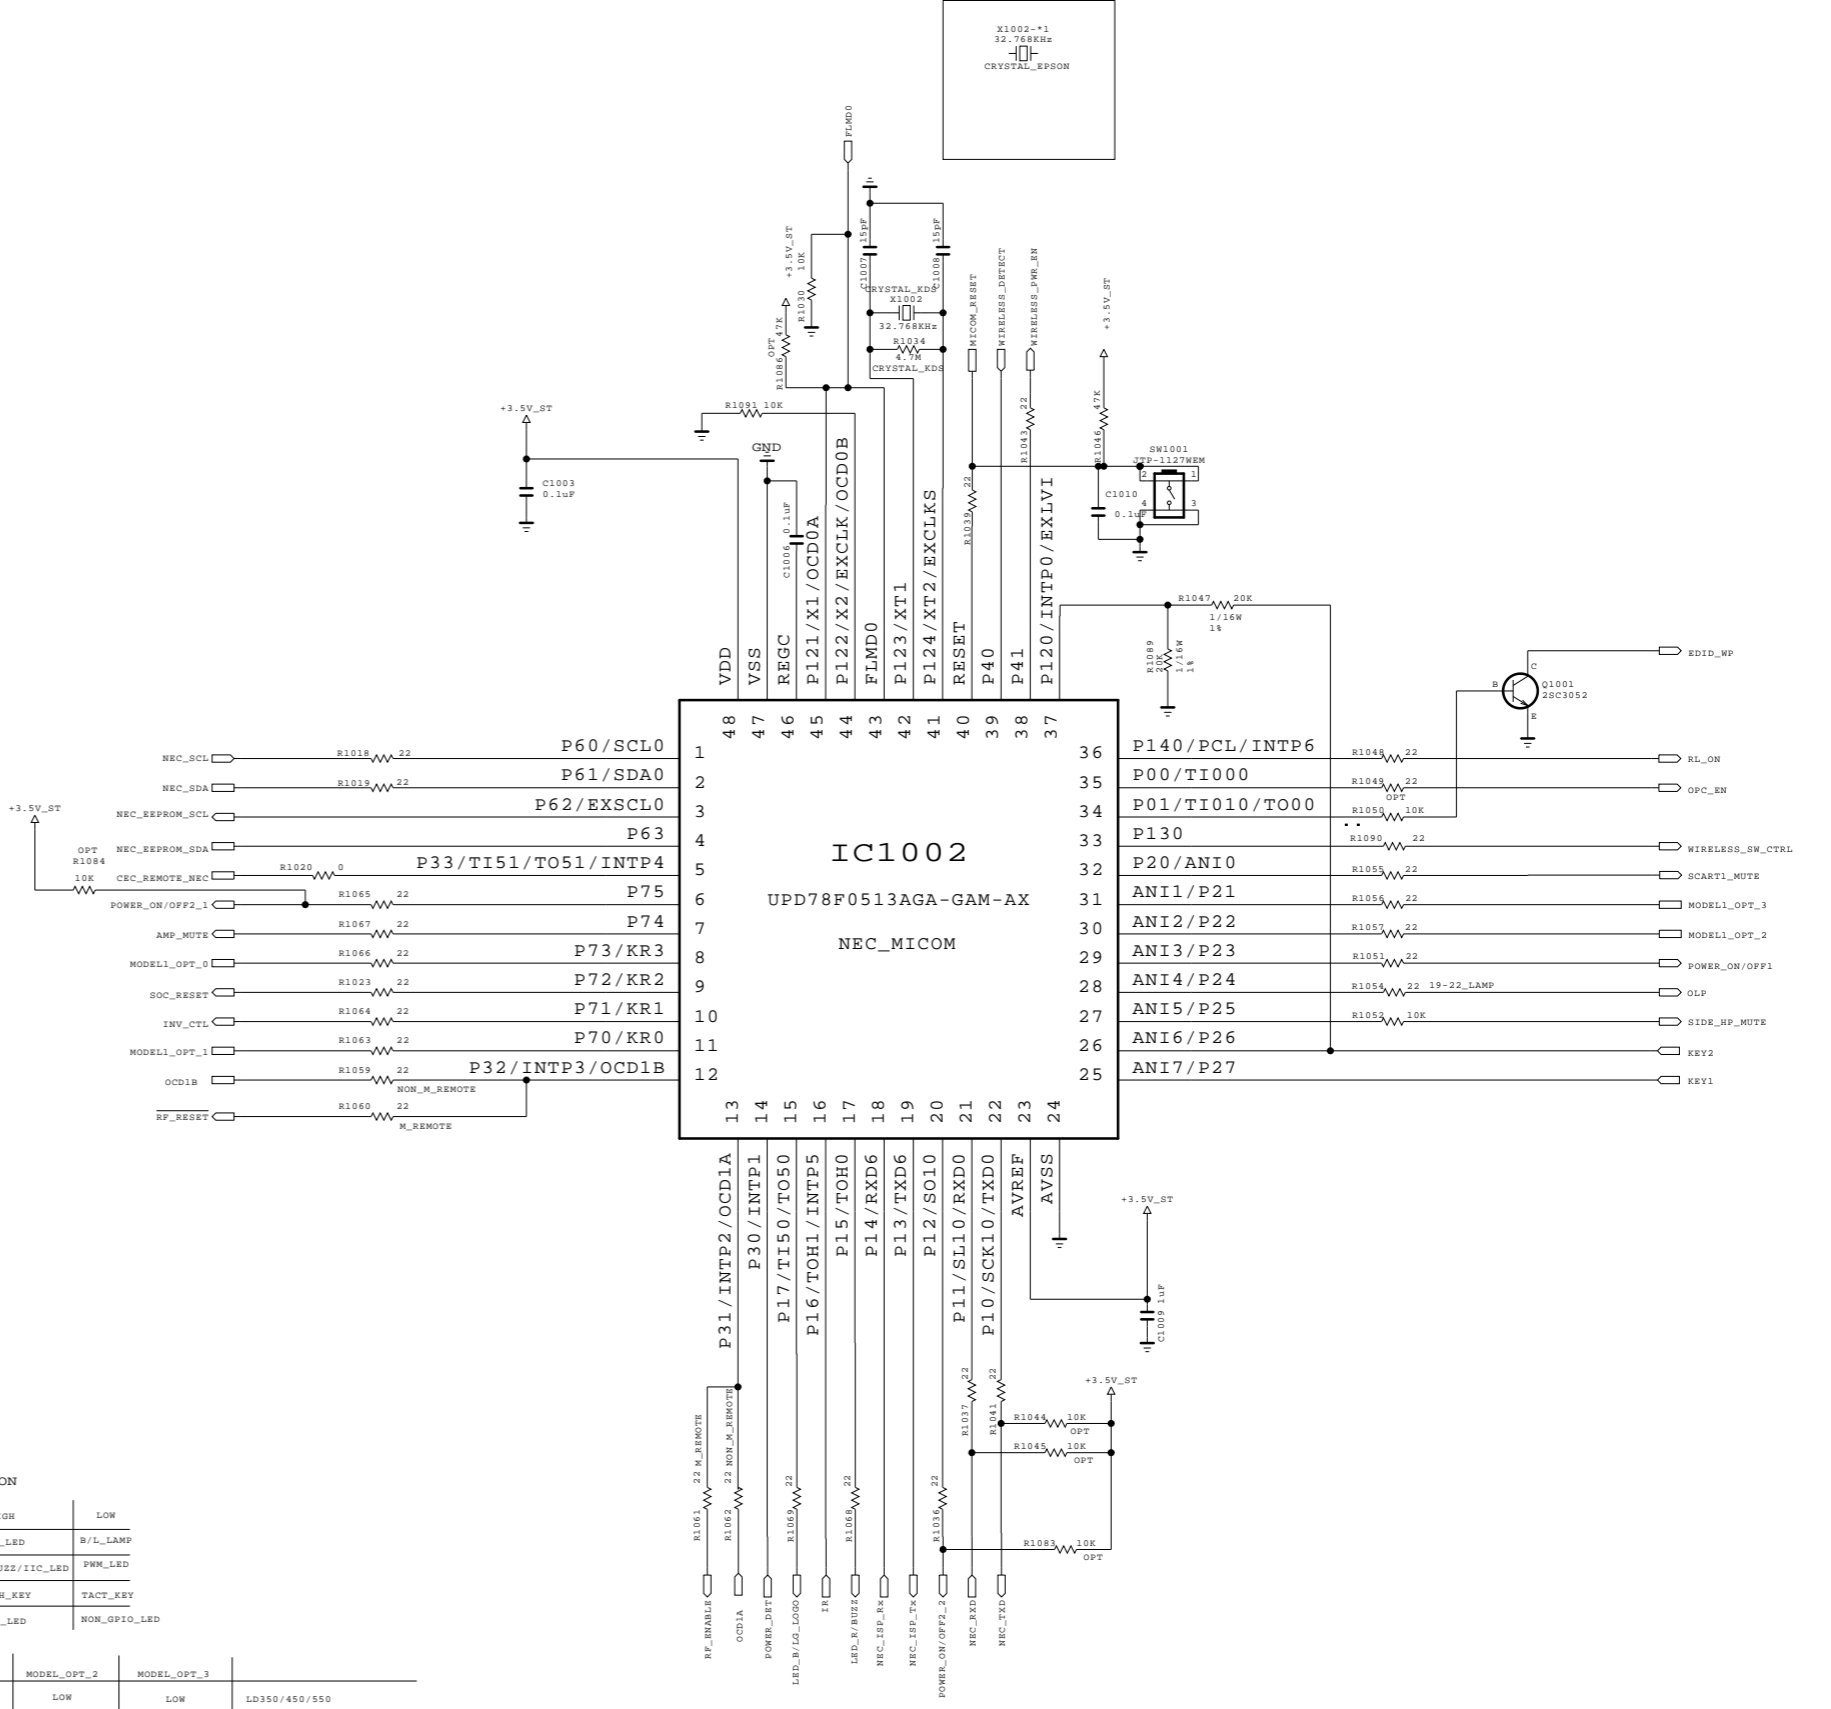 X1002-*1
32.768KHz
CRYSTAL_EPSON
FLMD0
+3.5V_ST
R1030 10K
R1086 OPT 47K
C1007 15pF
C1008 15pF
CRYSTAL_KDS
X1002
32.768KHz
R1034
4.7M
CRYSTAL_KDS
MICOM_RESET
WIRELESS_DETECT
WIRELESS_PWR_EN
R1043 22
+3.5V_ST
R1046 47K
R1091 10K
+3.5V_ST
C1003
0.1uF
GND
C1006 0.1uF
R1039 22
SW1001
JTP-1127WEM
2 1
4 3
C1010
0.1uF
VDD
VSS
REGC
P121/X1/OCD0A
P122/X2/EXCLK/OCD0B
FLMD0
P123/XT1
P124/XT2/EXCLKS
RESET
P40
P41
P120/INTP0/EXLVI
R1047 20K
1/16W
1%
R1089
20K
1/16W
1%
EDID_WP
C
B
E
Q1001
2SC3052
48 47 46 45 44 43 42 41 40 39 38 37
NEC_SCL R1018 22 P60/SCL0 1
NEC_SDA R1019 22 P61/SDA0 2
+3.5V_ST
NEC_EEPROM_SCL P62/EXSCL0 3
NEC_EEPROM_SDA P63 4
OPT
R1084
10K
CEC_REMOTE_NEC R1020 0 P33/TI51/TO51/INTP4 5
POWER_ON/OFF2_1 R1065 22 P75 6
AMP_MUTE R1067 22 P74 7
MODEL1_OPT_0 R1066 22 P73/KR3 8
SOC_RESET R1023 22 P72/KR2 9
INV_CTL R1064 22 P71/KR1 10
MODEL1_OPT_1 R1063 22 P70/KR0 11
OCD1B R1059 22 P32/INTP3/OCD1B 12
NON_M_REMOTE
RF_RESET R1060 22
M_REMOTE
IC1002
UPD78F0513AGA-GAM-AX
NEC_MICOM
36 P140/PCL/INTP6 R1048 22 RL_ON
35 P00/TI000 R1049 22 OPC_EN
OPT
34 P01/TI010/TO00 R1050 10K
33 P130 R1090 22 WIRELESS_SW_CTRL
32 P20/ANI0 R1055 22 SCART1_MUTE
31 ANI1/P21 R1056 22 MODEL1_OPT_3
30 ANI2/P22 R1057 22 MODEL1_OPT_2
29 ANI3/P23 R1051 22 POWER_ON/OFF1
28 ANI4/P24 R1054 22 19-22_LAMP OLP
27 ANI5/P25 R1052 10K SIDE_HP_MUTE
26 ANI6/P26 KEY2
25 ANI7/P27 KEY1
13 14 15 16 17 18 19 20 21 22 23 24
P31/INTP2/OCD1A
P30/INTP1
P17/TI50/TO50
P16/TOH1/INTP5
P15/TOH0
P14/RXD6
P13/TXD6
P12/SO10
P11/SL10/RXD0
P10/SCK10/TXD0
AVREF
AVSS
+3.5V_ST
C1009 1uF
+3.5V_ST
R1037 22
R1041 22
R1044 10K
OPT
R1045 10K
OPT
R1061 22 M_REMOTE
R1062 22 NON_M_REMOTE
R1069 22
R1068 22
R1036 22
R1083 10K
OPT
RF_ENABLE
OCD1A
POWER_DET
LED_B/LG_LOGO
IR
LED_R/BUZZ
NEC_ISP_Rx
NEC_ISP_Tx
POWER_ON/OFF2_2
NEC_RXD
NEC_TXD
ON
GH LOW
_LED B/L_LAMP
UZZ/IIC_LED PWM_LED
H_KEY TACT_KEY
_LED NON_GPIO_LED
MODEL_OPT_2 MODEL_OPT_3
LOW LOW LD350/450/550